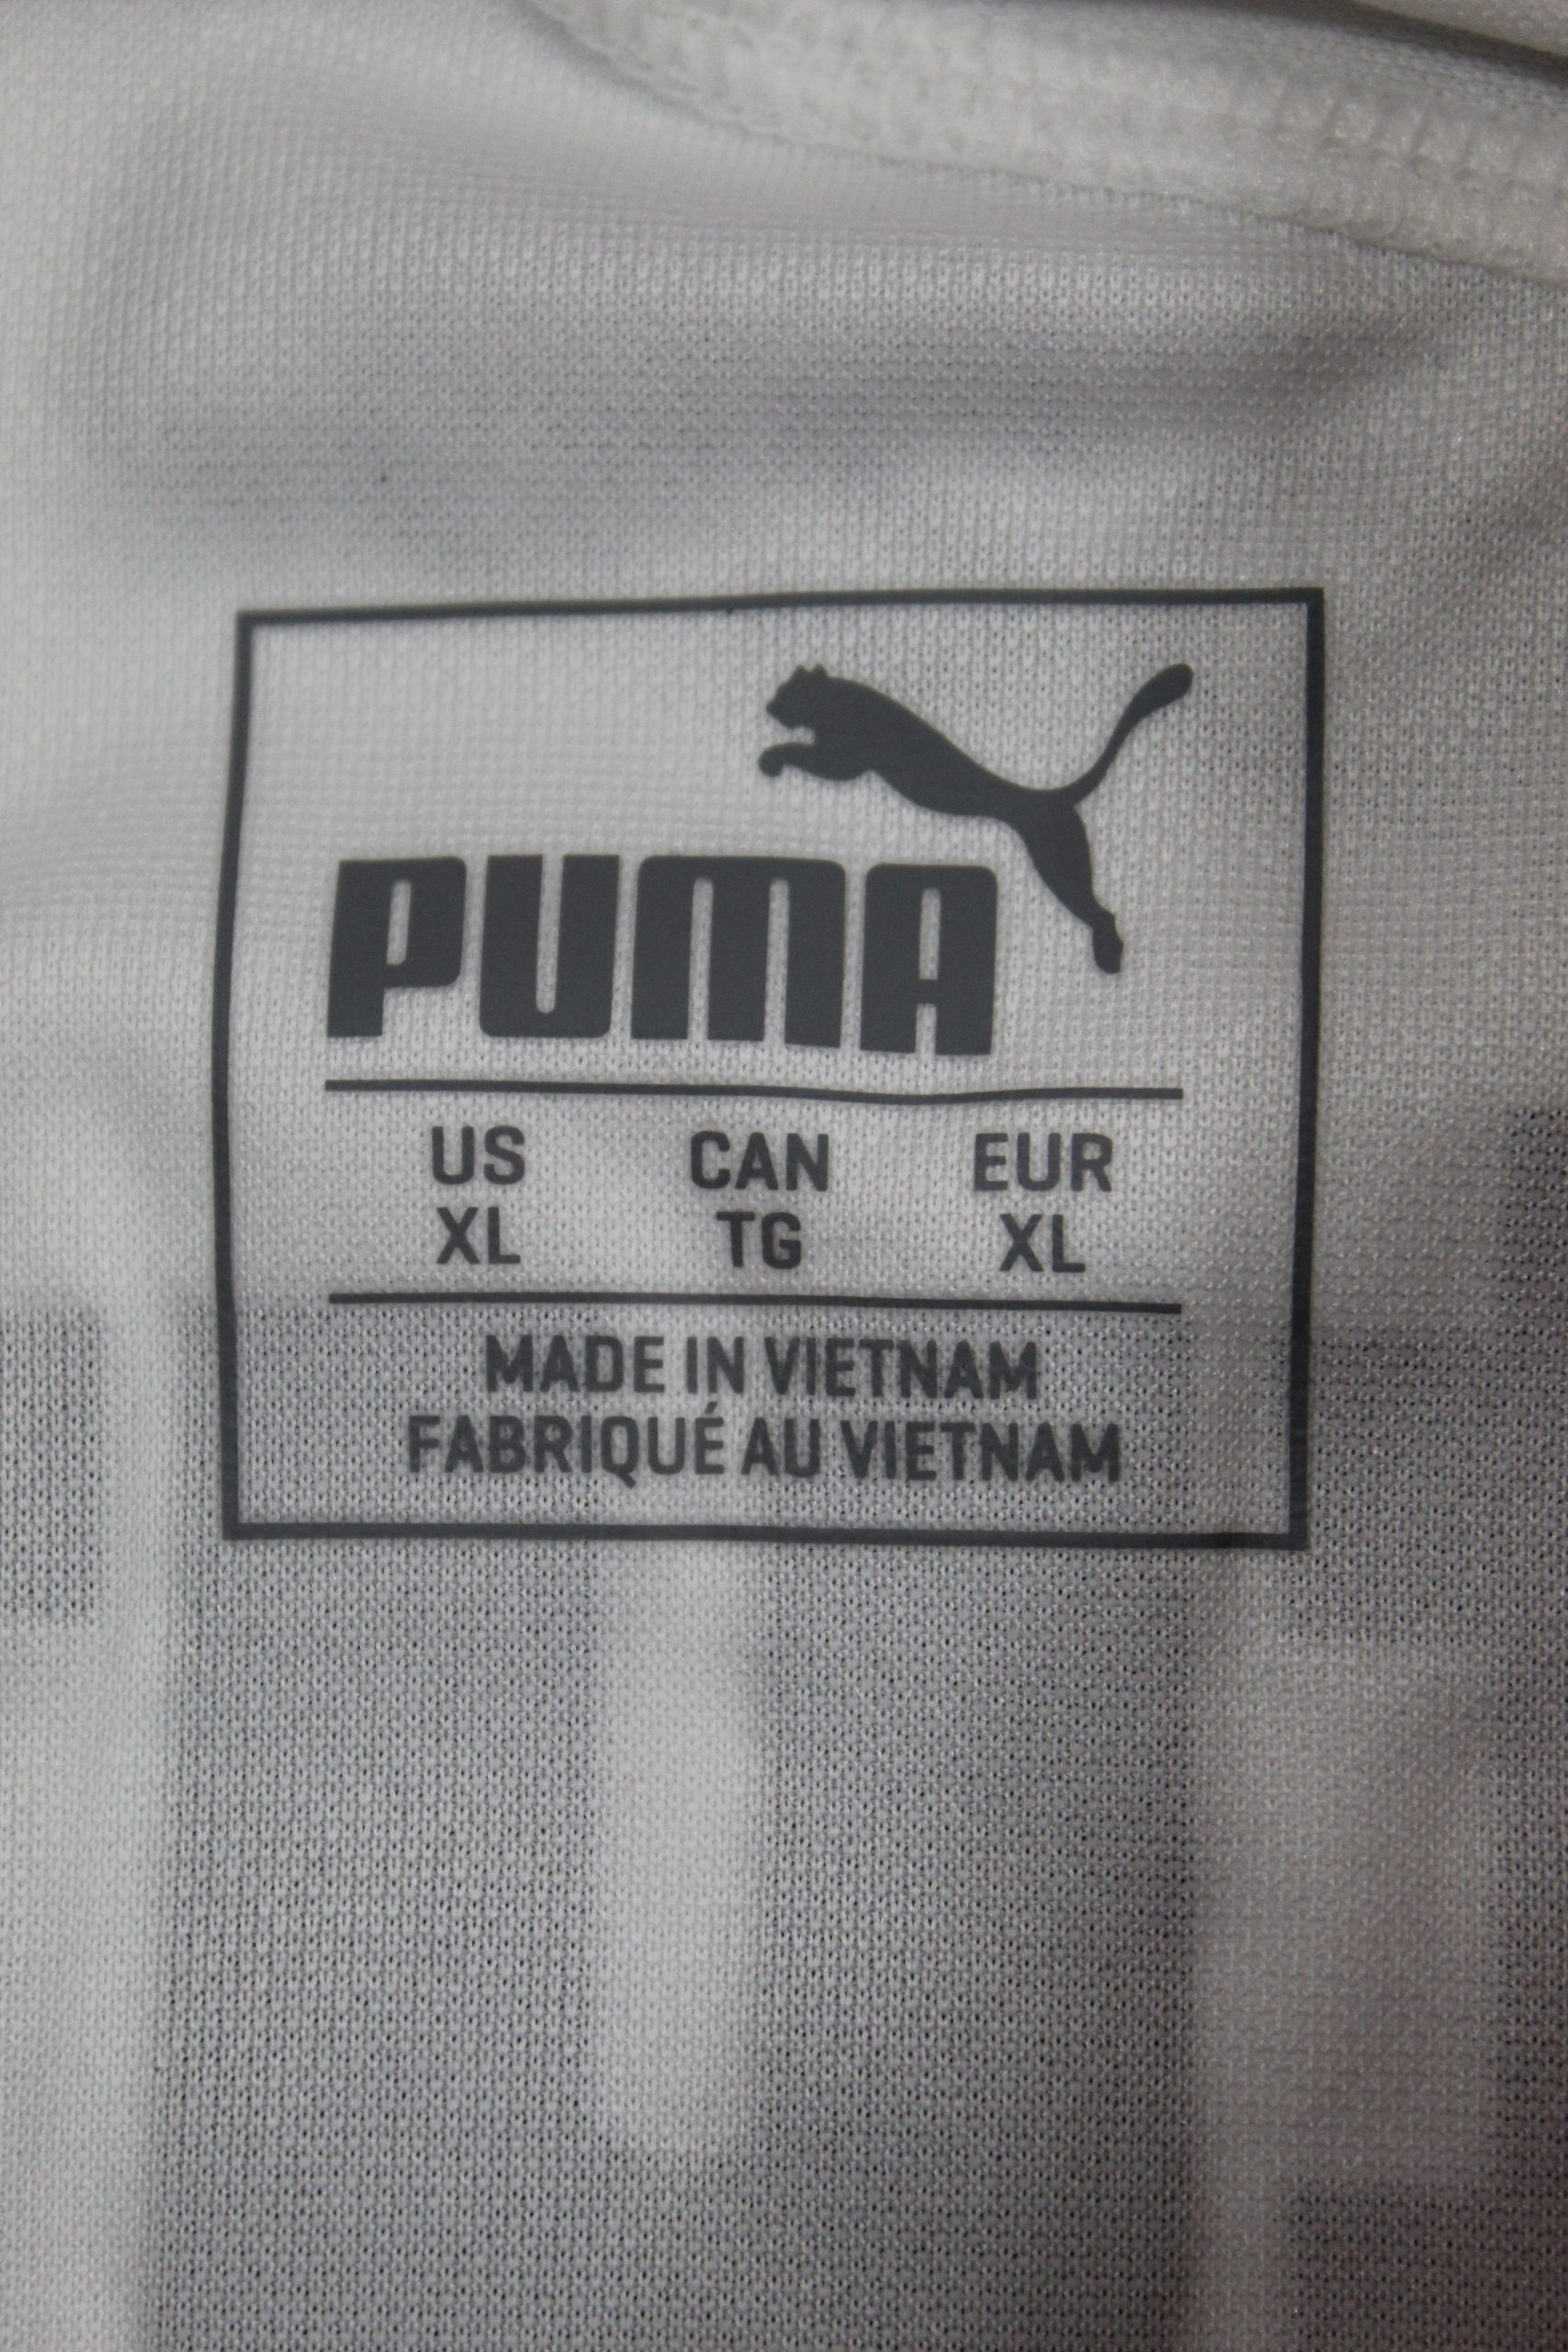 PUMA
US CAN EUR
XL TG XL
MADE IN VIETNAM
FABRIQUÉ AU VIETNAM